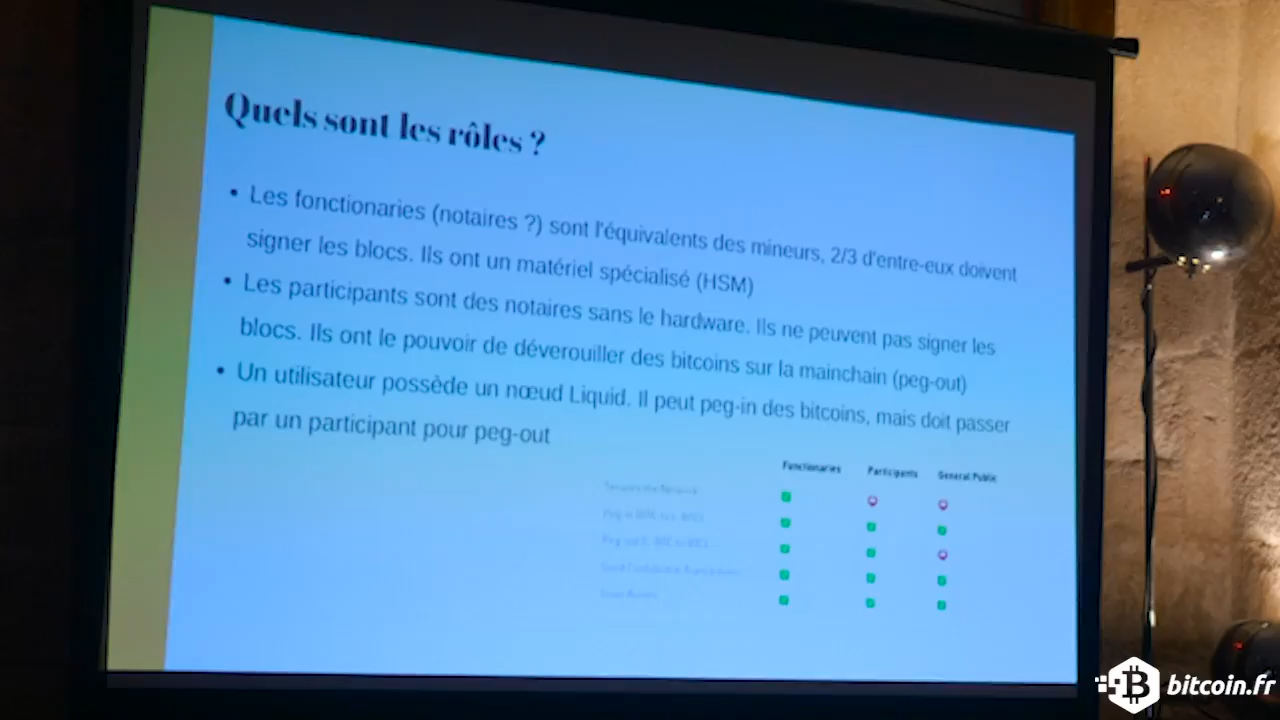 Quels sont les rôles ?
• Les fonctionaries (notaires ?) sont l'équivalents des mineurs, 2/3 d'entre-eux doivent
signer les blocs. Ils ont un matériel spécialisé (HSM)
• Les participants sont des notaires sans le hardware. Ils ne peuvent pas signer les
blocs. Ils ont le pouvoir de déverouiller des bitcoins sur la mainchain (peg-out)
• Un utilisateur possède un nœud Liquid. Il peut peg-in des bitcoins, mais doit passer
par un participant pour peg-out
Functionaries Participants General Public
bitcoin.fr